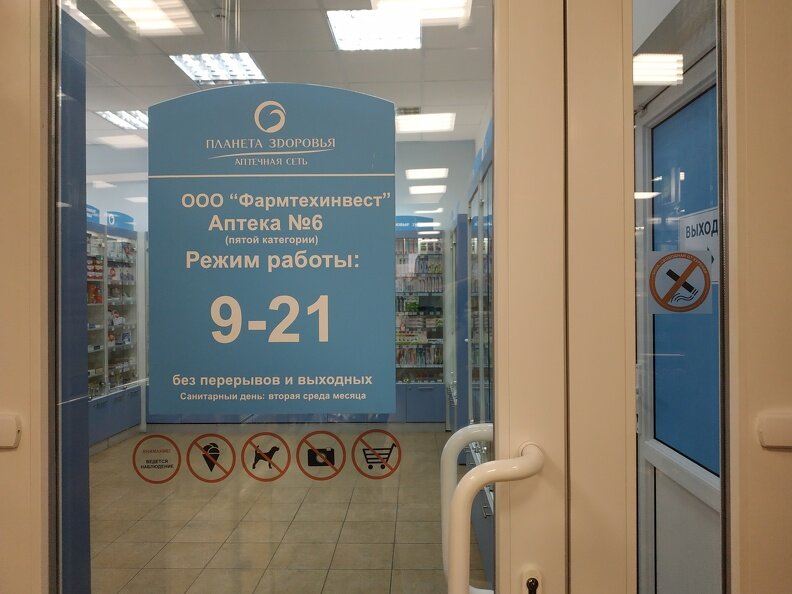 ПЛАНЕТА ЗДОРОВЬЯ
АПТЕЧНАЯ СЕТЬ
ООО "Фармтехинвест"
Аптека №6
(пятой категории)
Режим работы:
9-21
без перерывов и выходных
Санитарный день: вторая среда месяца
ВНИМАНИЕ!
ВЕДЕТСЯ
НАБЛЮДЕНИЕ
ВЫХОД